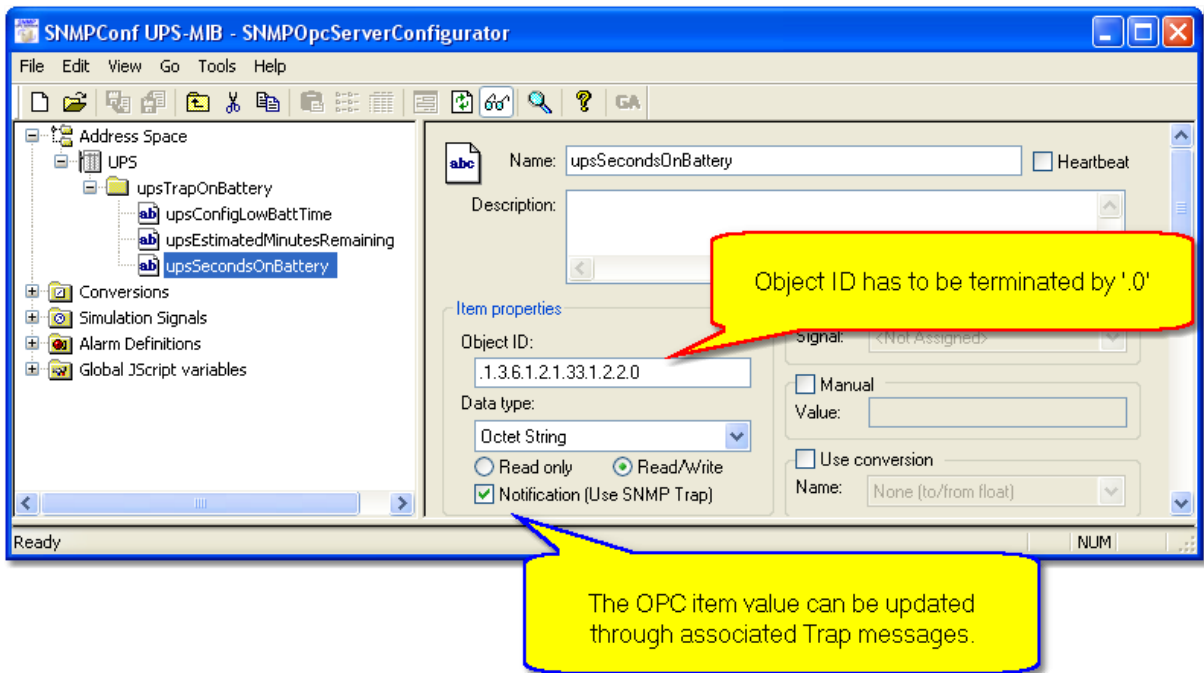 SNMPConf UPS-MIB - SNMPOpcServerConfigurator
File Edit View Go Tools Help
GA
Address Space
UPS
upsTrapOnBattery
ab upsConfigLowBattTime
ab upsEstimatedMinutesRemaining
ab upsSecondsOnBattery
Conversions
Simulation Signals
Alarm Definitions
Global JScript variables
abc Name: upsSecondsOnBattery Heartbeat
Description:
Object ID has to be terminated by '.0'
Item properties
Object ID:
.1.3.6.1.2.1.33.1.2.2.0
Data type:
Octet String
Read only Read/Write
Notification (Use SNMP Trap)
Signal: <Not Assigned>
Manual
Value:
Use conversion
Name: None (to/from float)
Ready NUM
The OPC item value can be updated
through associated Trap messages.